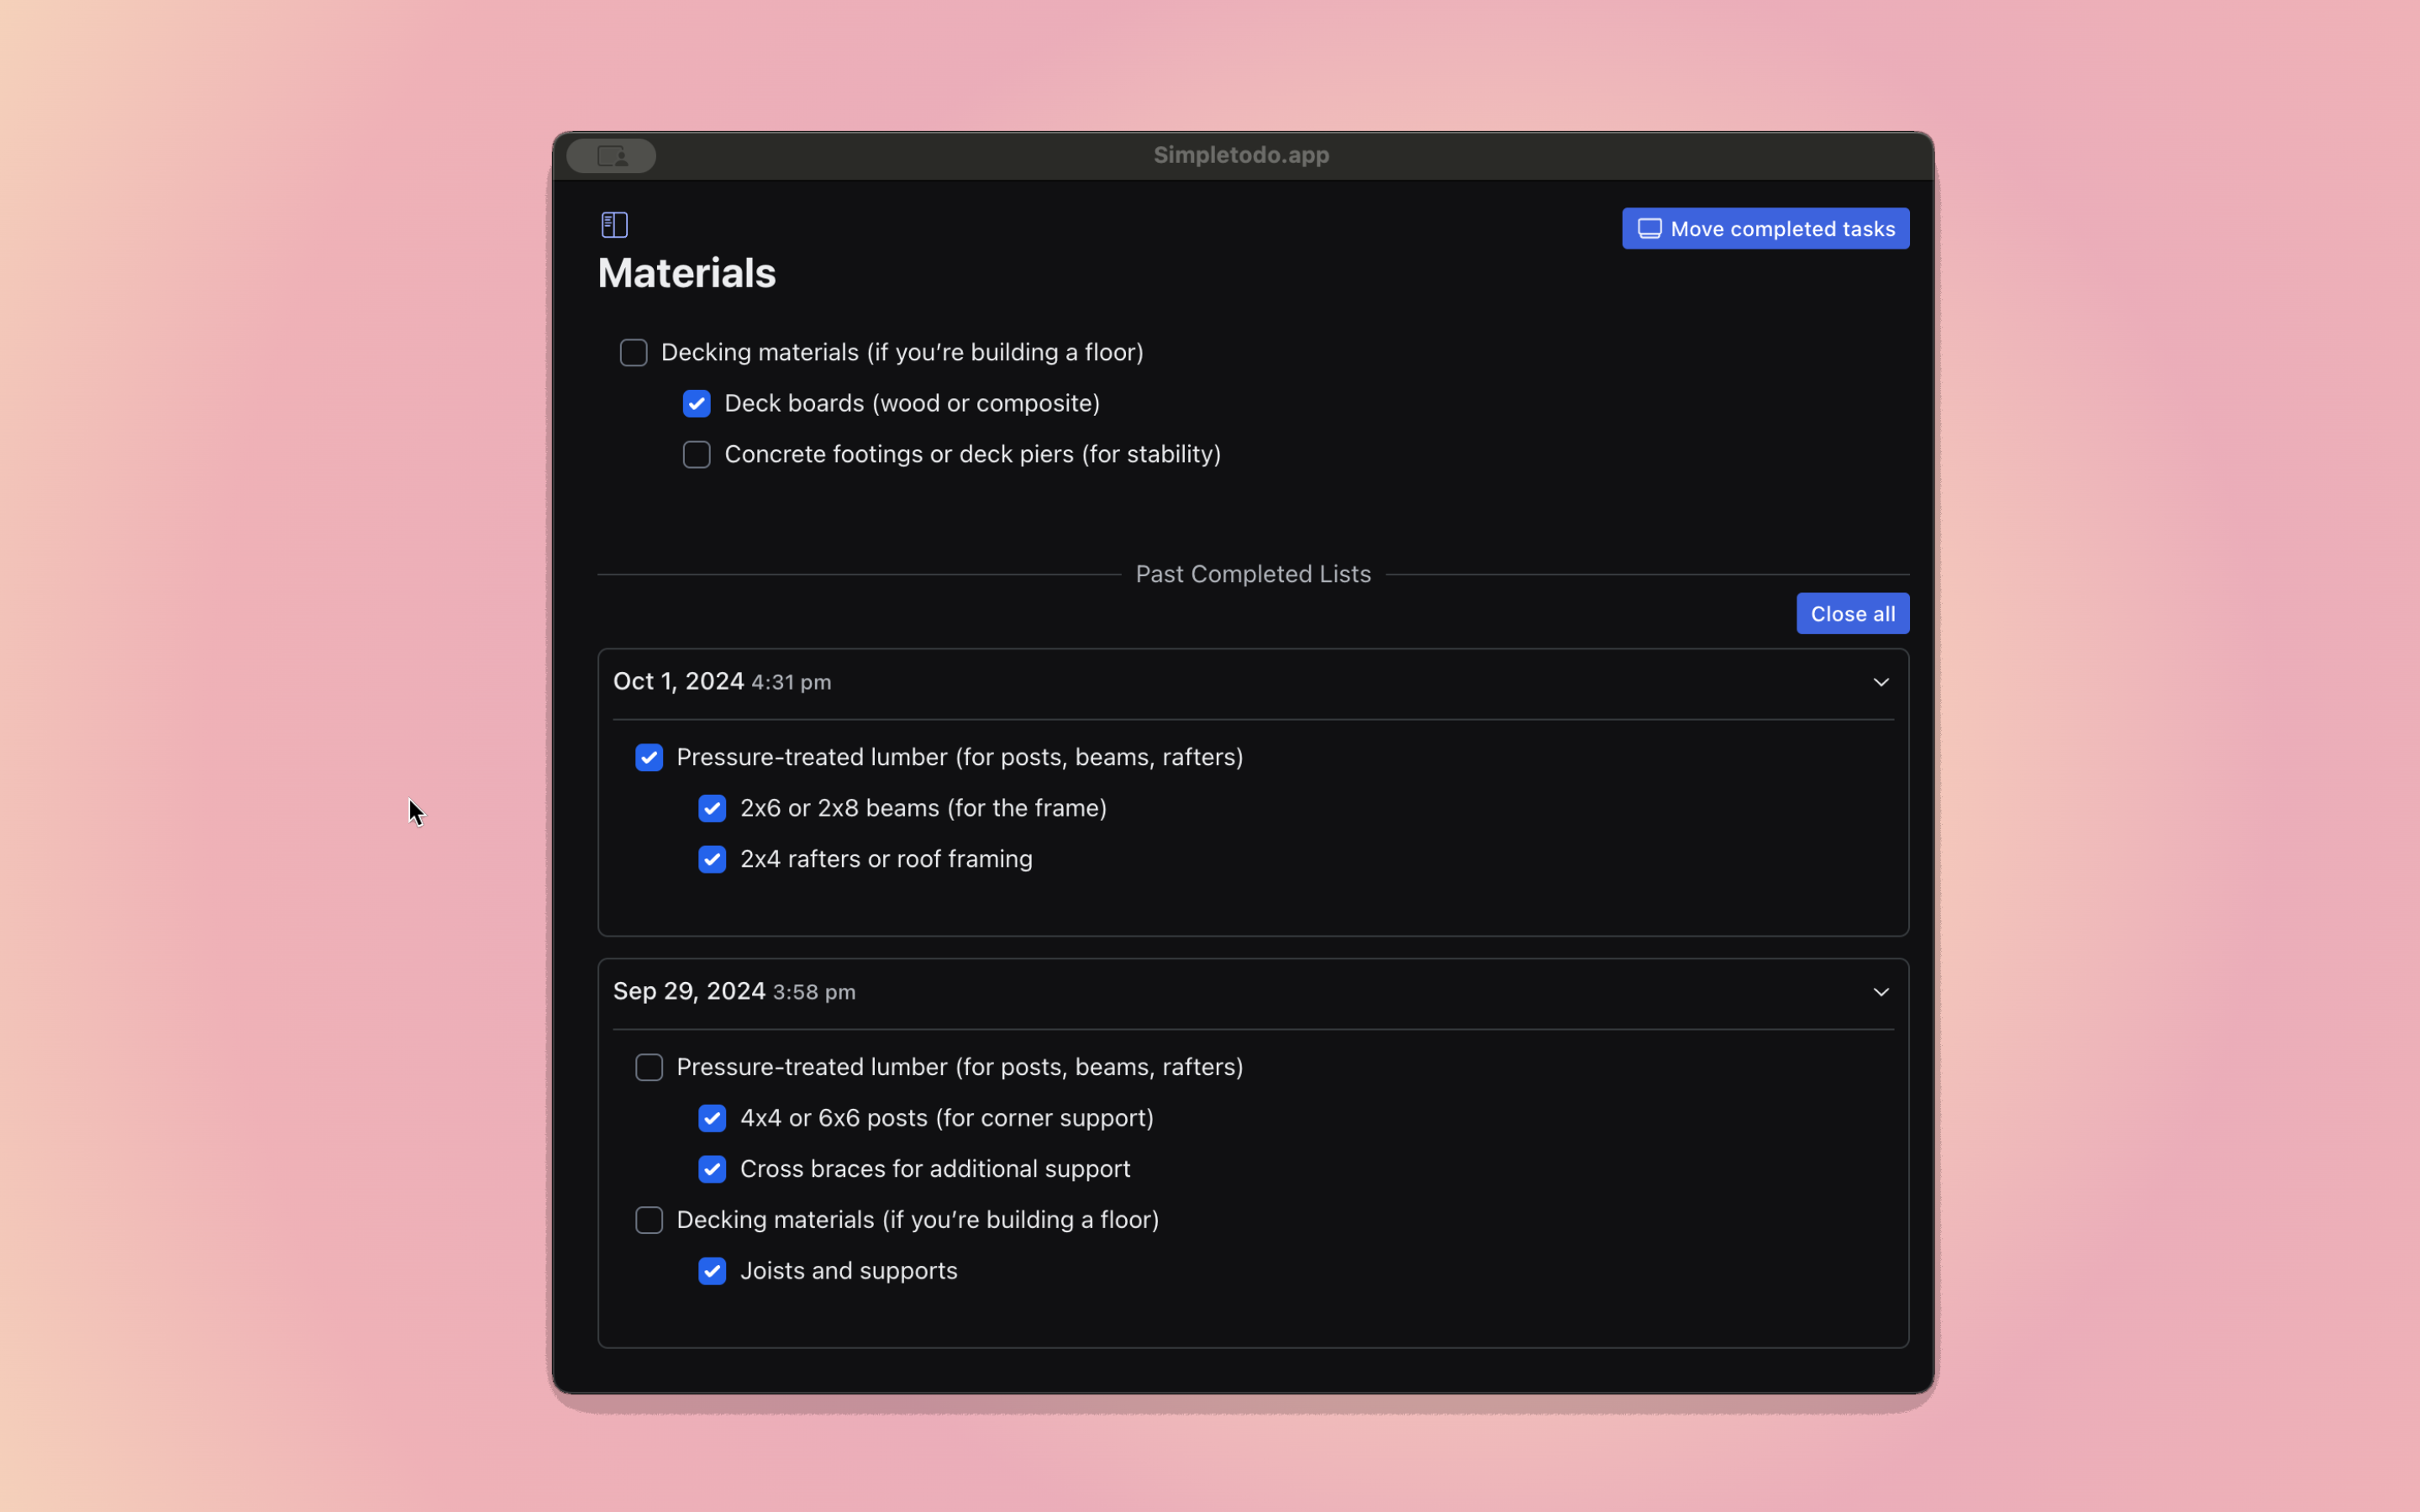 Simpletodo.app
Move completed tasks
Materials
Decking materials (if you’re building a floor)
Deck boards (wood or composite)
Concrete footings or deck piers (for stability)
Past Completed Lists
Close all
Oct 1, 2024 4:31 pm
Pressure-treated lumber (for posts, beams, rafters)
2x6 or 2x8 beams (for the frame)
2x4 rafters or roof framing
Sep 29, 2024 3:58 pm
Pressure-treated lumber (for posts, beams, rafters)
4x4 or 6x6 posts (for corner support)
Cross braces for additional support
Decking materials (if you’re building a floor)
Joists and supports